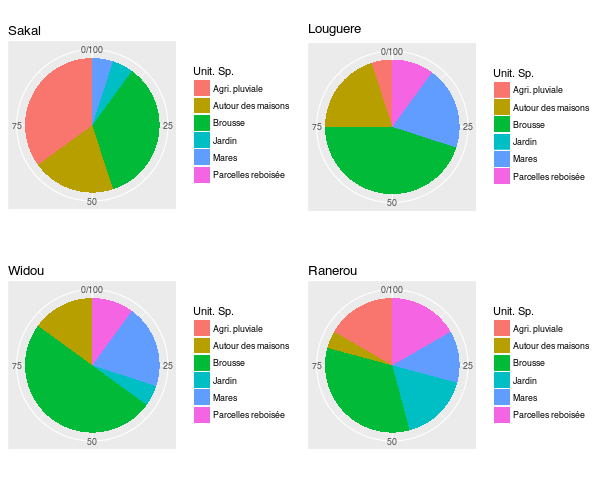 Sakal
0/100
25
50
75
Unit. Sp.
Agri. pluviale
Autour des maisons
Brousse
Jardin
Mares
Parcelles reboisée
Louguere
0/100
25
50
75
Unit. Sp.
Agri. pluviale
Autour des maisons
Brousse
Jardin
Mares
Parcelles reboisée
Widou
0/100
25
50
75
Unit. Sp.
Agri. pluviale
Autour des maisons
Brousse
Jardin
Mares
Parcelles reboisée
Ranerou
0/100
25
50
75
Unit. Sp.
Agri. pluviale
Autour des maisons
Brousse
Jardin
Mares
Parcelles reboisée